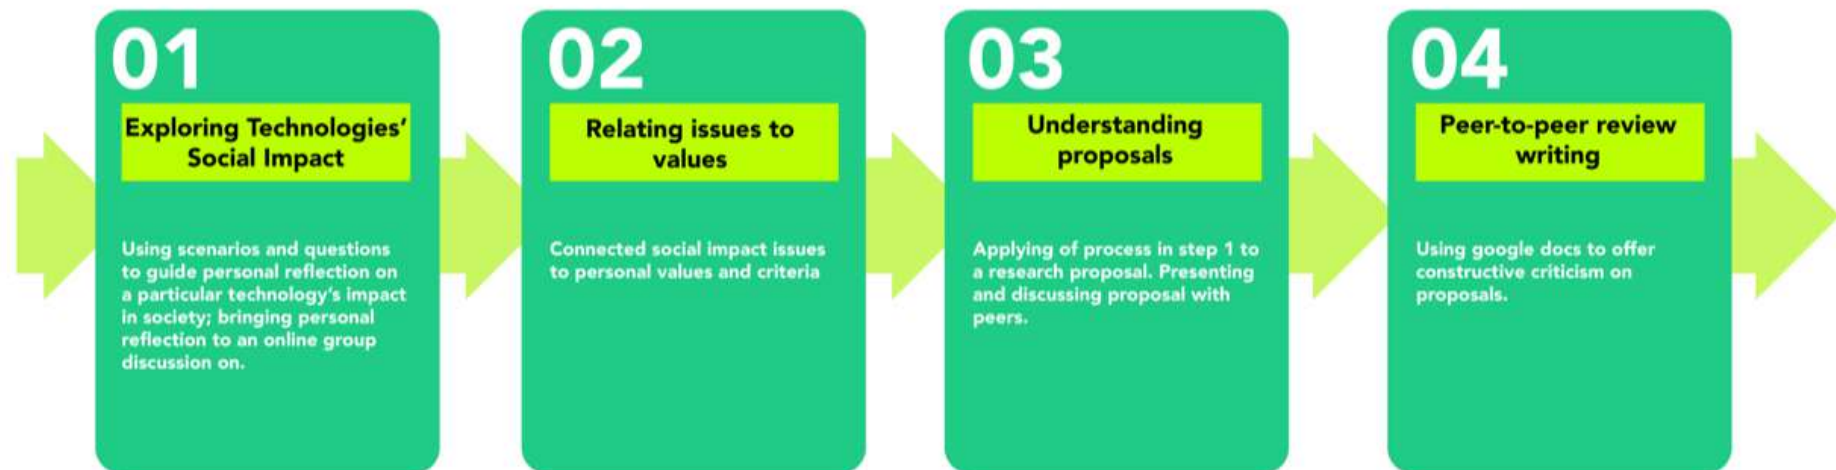 01
Exploring Technologies'
Social Impact
Using scenarios and questions
to guide personal reflection on
a particular technology's impact
in society; bringing personal
reflection to an online group
discussion on.
02
Relating issues to
values
Connected social impact issues
to personal values and criteria
03
Understanding
proposals
Applying of process in step 1 to
a research proposal. Presenting
and discussing proposal with
peers.
04
Peer-to-peer review
writing
Using google docs to offer
constructive criticism on
proposals.